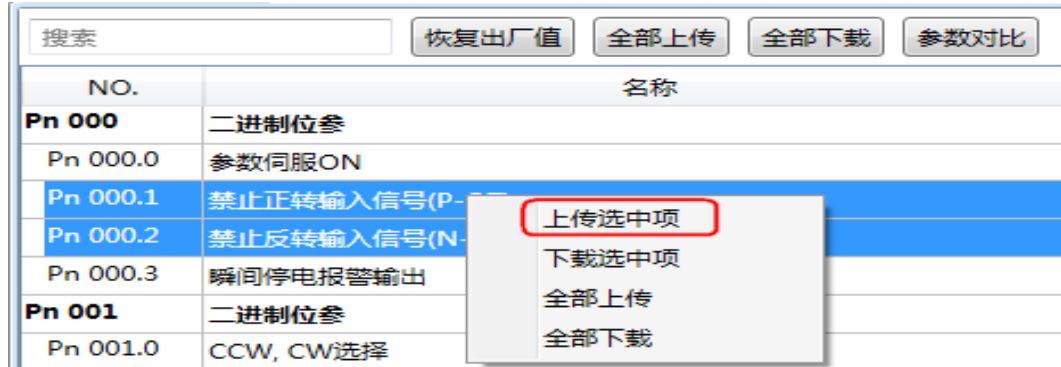 搜索 恢复出厂值 全部上传 全部下载 参数对比
NO. 名称
Pn 000 二进制位参
Pn 000.0 参数伺服ON
Pn 000.1 禁止正转输入信号(P-
Pn 000.2 禁止反转输入信号(N-
Pn 000.3 瞬间停电报警输出
Pn 001 二进制位参
Pn 001.0 CCW, CW选择
上传选中项
下载选中项
全部上传
全部下载